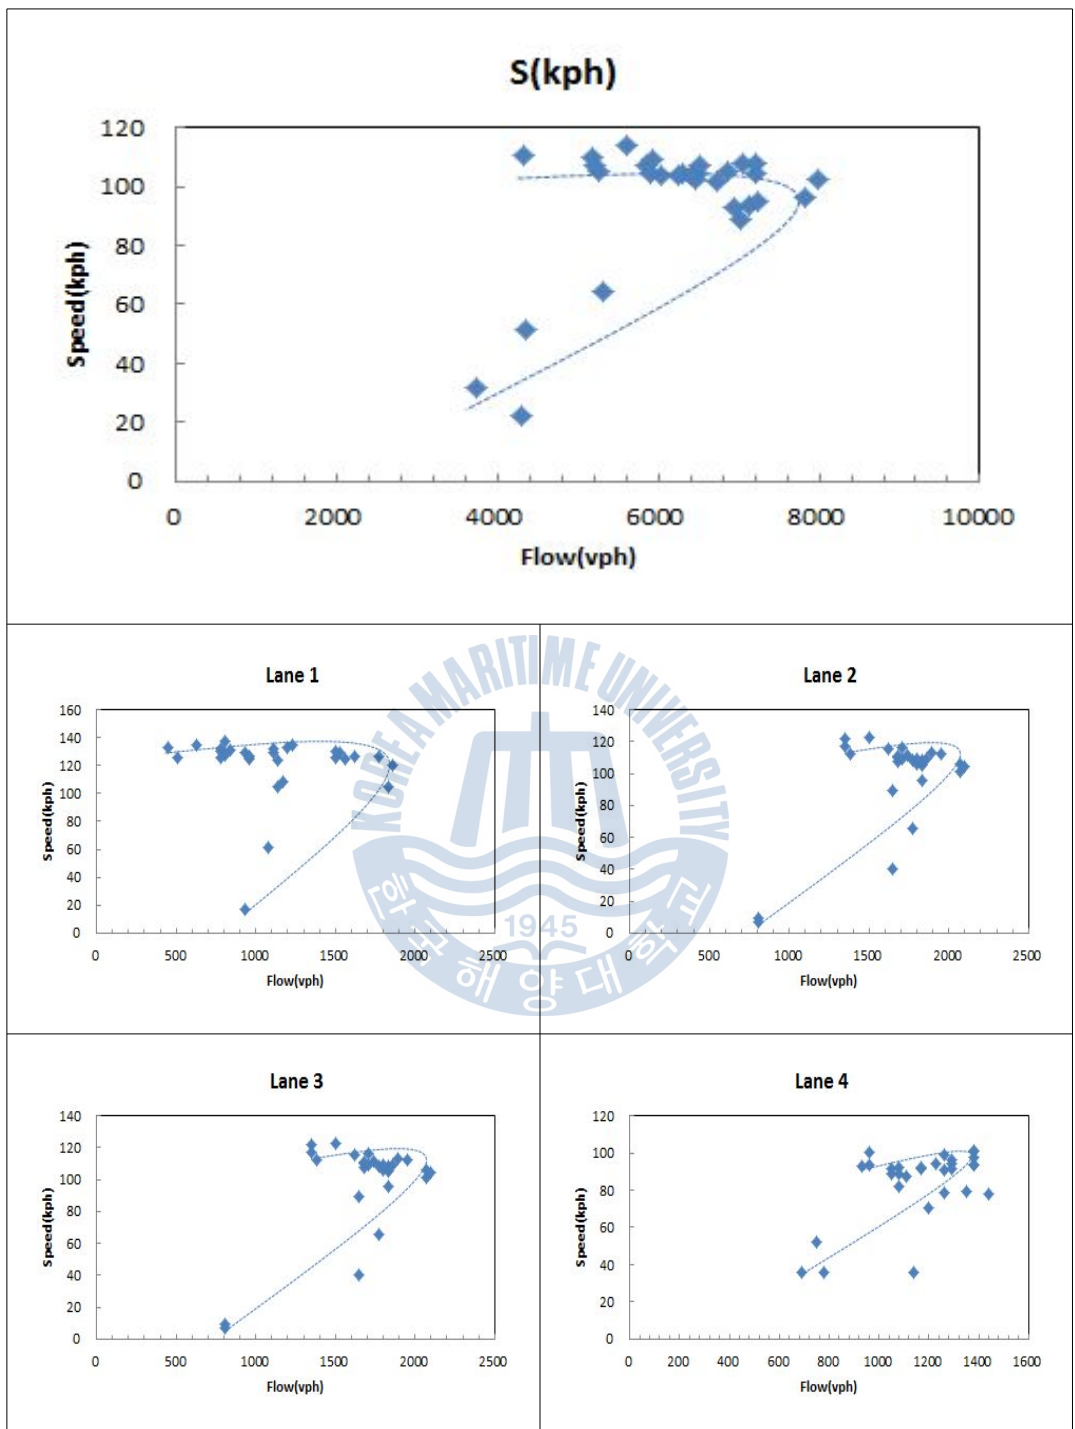 S(kph)
Speed(kph)
120
100
80
60
40
20
0
0 2000 4000 6000 8000 10000
Flow(vph)
Lane 1
Speed(kph)
160
140
120
100
80
60
40
20
0
0 500 1000 1500 2000 2500
Flow(vph)
Lane 2
Speed(kph)
140
120
100
80
60
40
20
0
0 500 1000 1500 2000 2500
Flow(vph)
KOREA MARITIME UNIVERSITY
1945
한국해양대학교
Lane 3
Speed(kph)
140
120
100
80
60
40
20
0
0 500 1000 1500 2000 2500
Flow(vph)
Lane 4
Speed(kph)
120
100
80
60
40
20
0
0 200 400 600 800 1000 1200 1400 1600
Flow(vph)